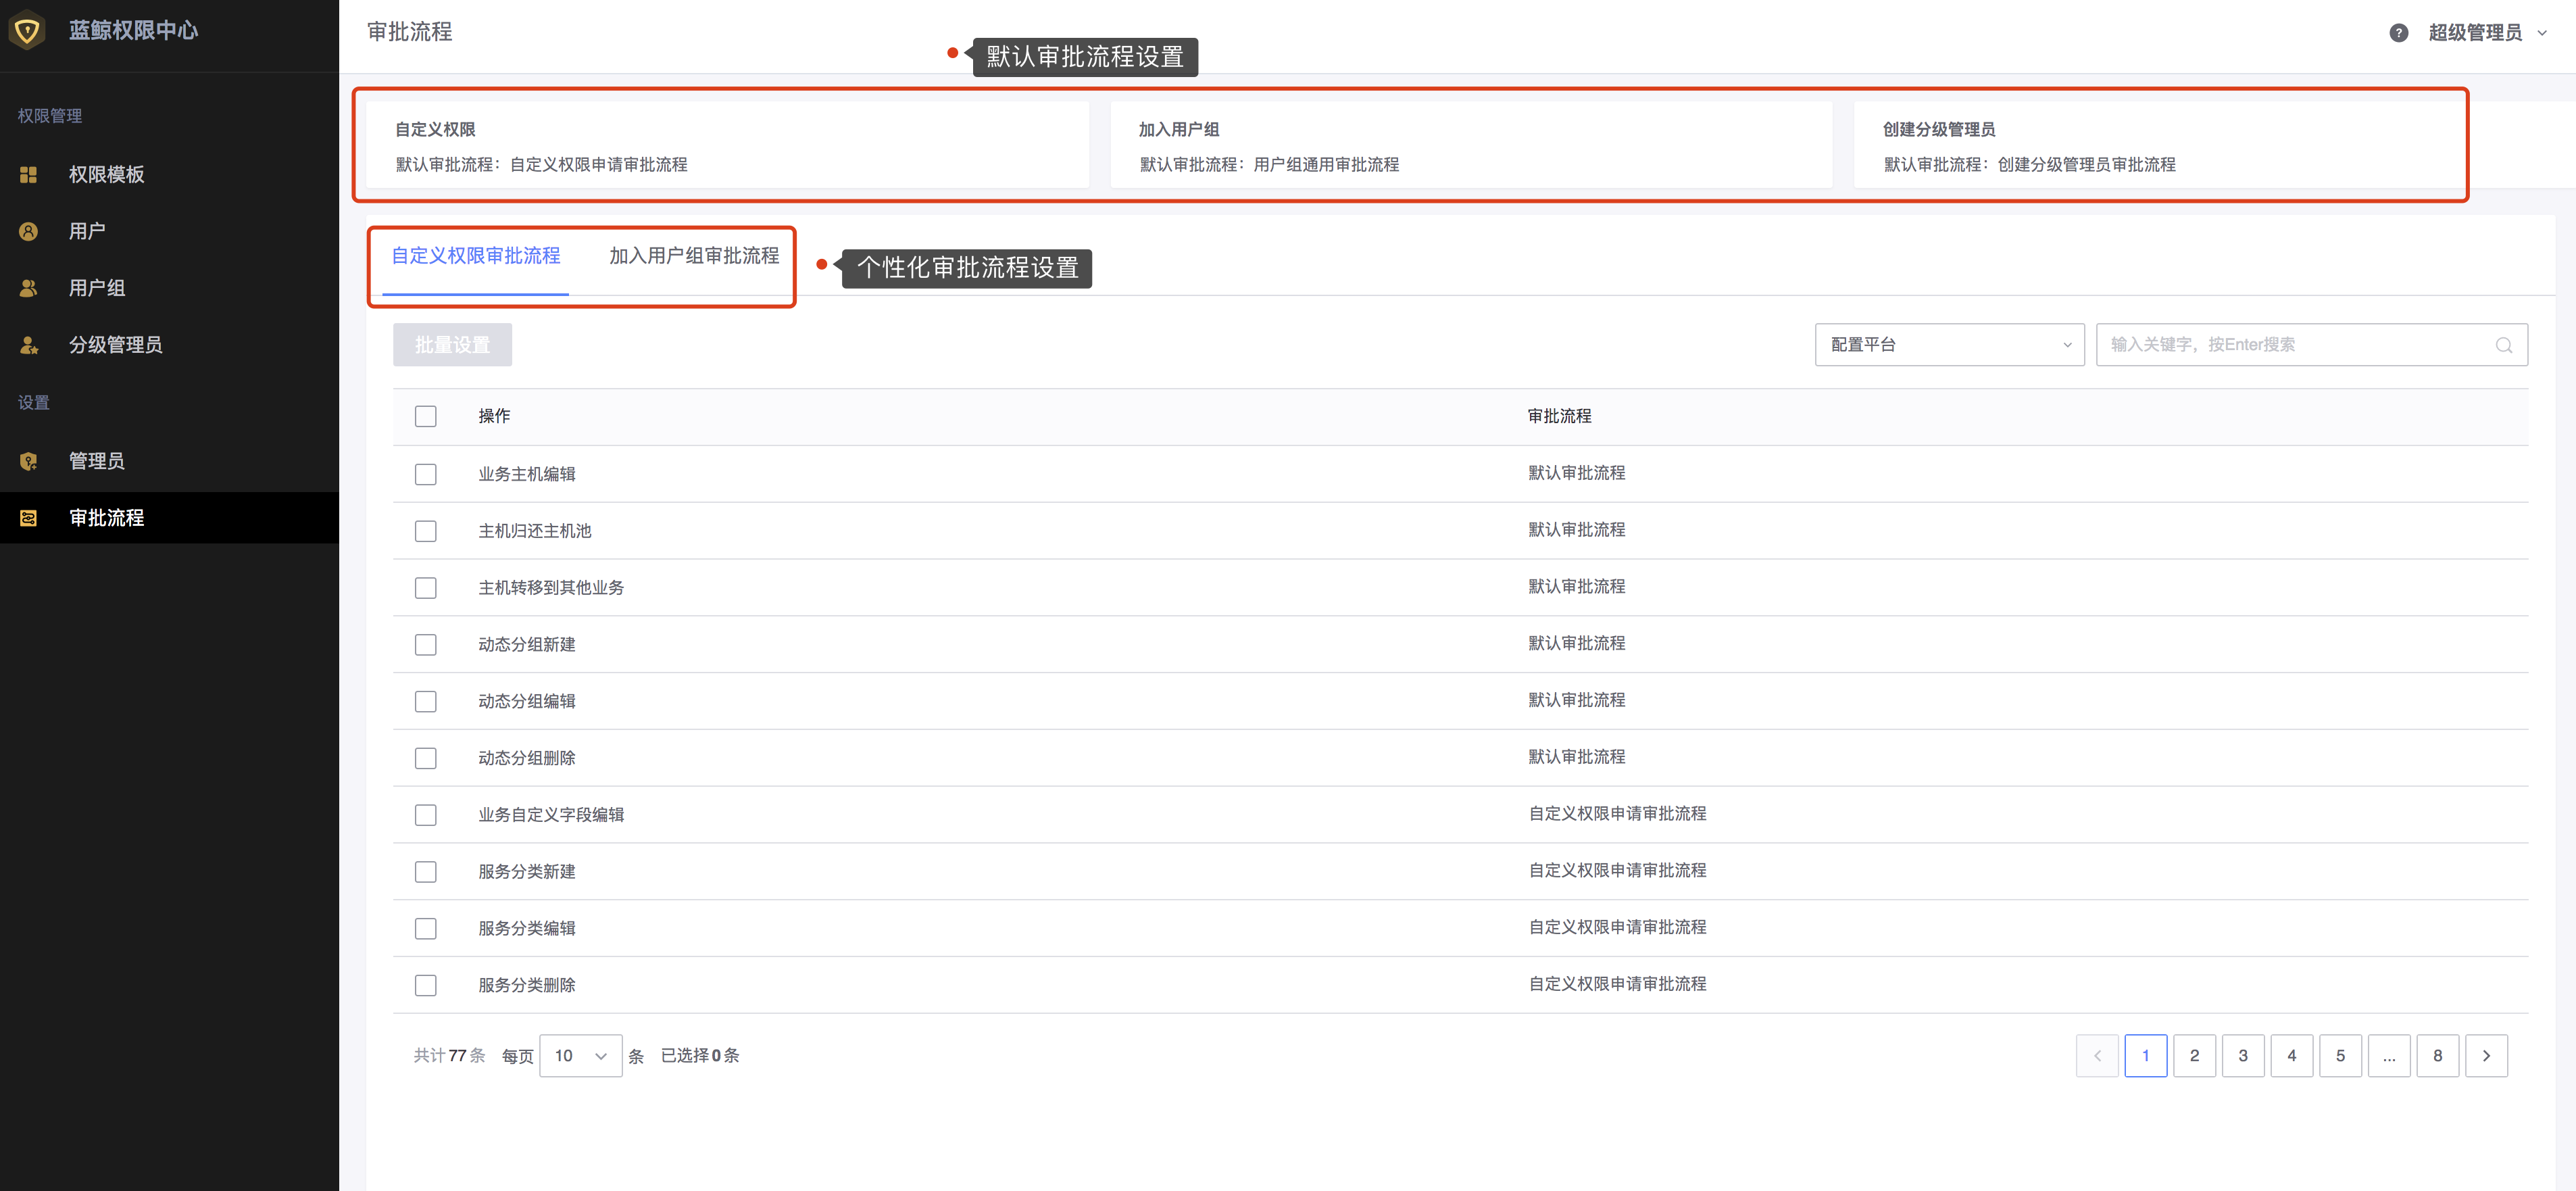 蓝鲸权限中心
权限管理
权限模板
用户
用户组
分级管理员
设置
管理员
审批流程
审批流程
默认审批流程设置
超级管理员
自定义权限
默认审批流程：自定义权限申请审批流程
加入用户组
默认审批流程：用户组通用审批流程
创建分级管理员
默认审批流程：创建分级管理员审批流程
自定义权限审批流程
加入用户组审批流程
个性化审批流程设置
批量设置
配置平台
输入关键字，按Enter搜索
操作 审批流程
业务主机编辑 默认审批流程
主机归还主机池 默认审批流程
主机转移到其他业务 默认审批流程
动态分组新建 默认审批流程
动态分组编辑 默认审批流程
动态分组删除 默认审批流程
业务自定义字段编辑 自定义权限申请审批流程
服务分类新建 自定义权限申请审批流程
服务分类编辑 自定义权限申请审批流程
服务分类删除 自定义权限申请审批流程
共计77条 每页 10 条 已选择0条
1 2 3 4 5 ... 8